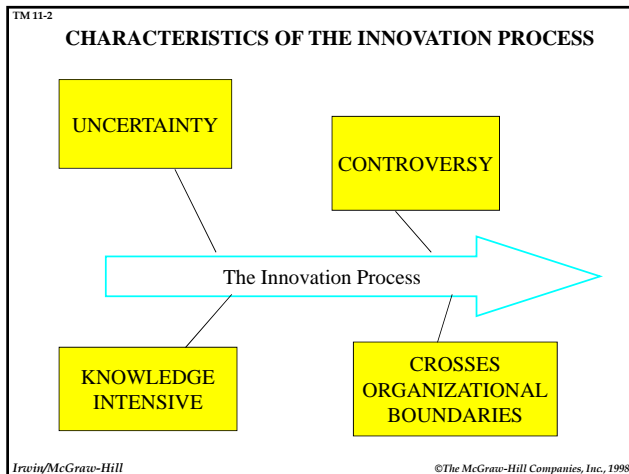 TM 11-2
CHARACTERISTICS OF THE INNOVATION PROCESS
UNCERTAINTY
CONTROVERSY
The Innovation Process
KNOWLEDGE
INTENSIVE
CROSSES
ORGANIZATIONAL
BOUNDARIES
Irwin/McGraw-Hill
©The McGraw-Hill Companies, Inc., 1998